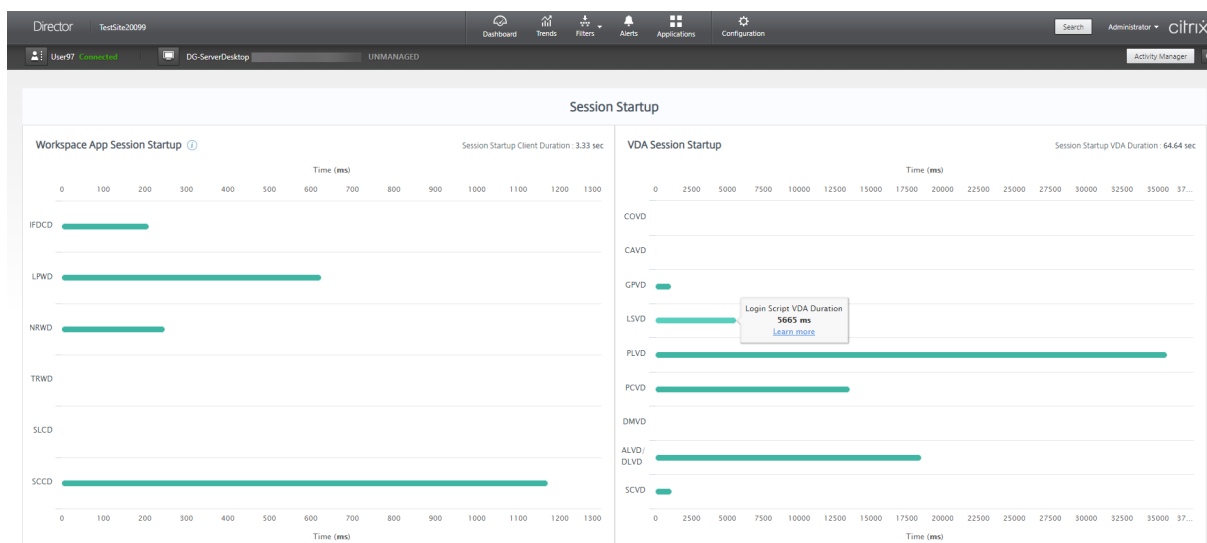 Director TestSite20099 Dashboard Trends Filters Alerts Applications Configuration Search Administrator citrix
User97 Connected DG-ServerDesktop UNMANAGED Activity Manager
Session Startup
Workspace App Session Startup Session Startup Client Duration : 3.33 sec
Time (ms)
0 100 200 300 400 500 600 700 800 900 1000 1100 1200 1300
IFDCD
LPWD
NRWD
TRWD
SLCD
SCCD
0 100 200 300 400 500 600 700 800 900 1000 1100 1200 1300
Time (ms)
VDA Session Startup Session Startup VDA Duration : 64.64 sec
Time (ms)
0 2500 5000 7500 10000 12500 15000 17500 20000 22500 25000 27500 30000 32500 35000 37...
COVD
CAVD
GPVD
LSVD
Login Script VDA Duration
5665 ms
Learn more
PLVD
PCVD
DMVD
ALVD/
DLVD
SCVD
0 2500 5000 7500 10000 12500 15000 17500 20000 22500 25000 27500 30000 32500 35000 37...
Time (ms)